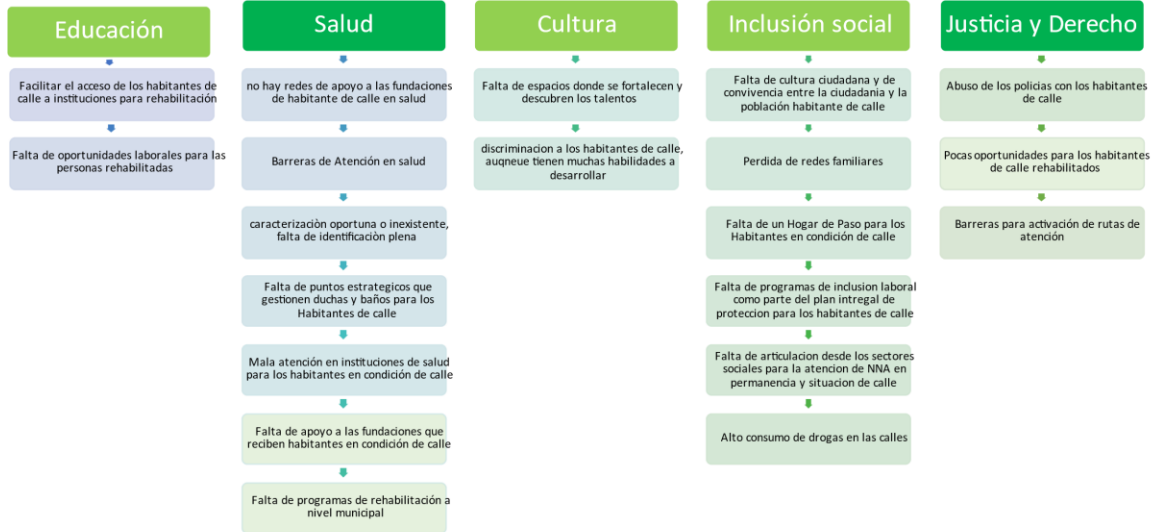 Educación
Facilitar el acceso de los habitantes de
calle a instituciones para rehabilitación
Falta de oportunidades laborales para las
personas rehabilitadas
Salud
no hay redes de apoyo a las fundaciones
de habitante de calle en salud
Barreras de Atención en salud
caracterizaciòn oportuna o inexistente,
falta de identificaciòn plena
Falta de puntos estrategicos que
gestionen duchas y baños para los
Habitantes de calle
Mala atención en instituciones de salud
para los habitantes en condición de calle
Falta de apoyo a las fundaciones que
reciben habitantes en condición de calle
Falta de programas de rehabilitación a
nivel municipal
Cultura
Falta de espacios donde se fortalecen y
descubren los talentos
discriminacion a los habitantes de calle,
auqneue tienen muchas habilidades a
desarrollar
Inclusión social
Falta de cultura ciudadana y de
convivencia entre la ciudadania y la
población habitante de calle
Perdida de redes familiares
Falta de un Hogar de Paso para los
Habitantes en condición de calle
Falta de programas de inclusion laboral
como parte del plan intregal de
proteccion para los habitantes de calle
Falta de articulacion desde los sectores
sociales para la atencion de NNA en
permanencia y situacion de calle
Alto consumo de drogas en las calles
Justicia y Derecho
Abuso de los policias con los habitantes
de calle
Pocas oportunidades para los habitantes
de calle rehabilitados
Barreras para activación de rutas de
atención